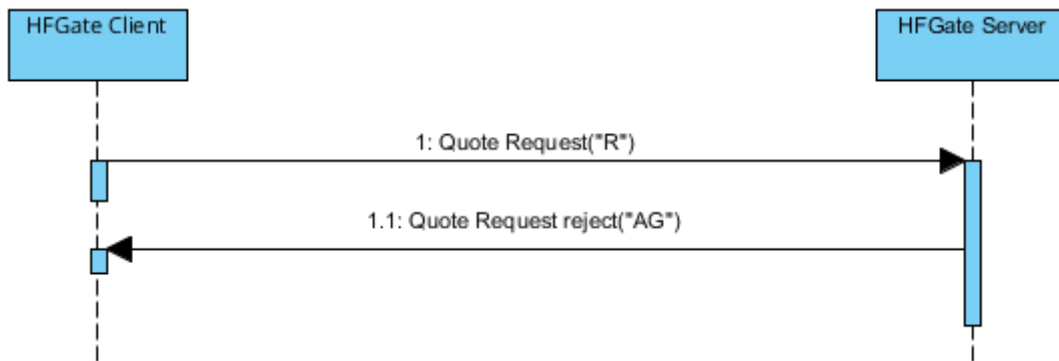 HFGate Client
HFGate Server
1: Quote Request("R")
1.1: Quote Request reject("AG")